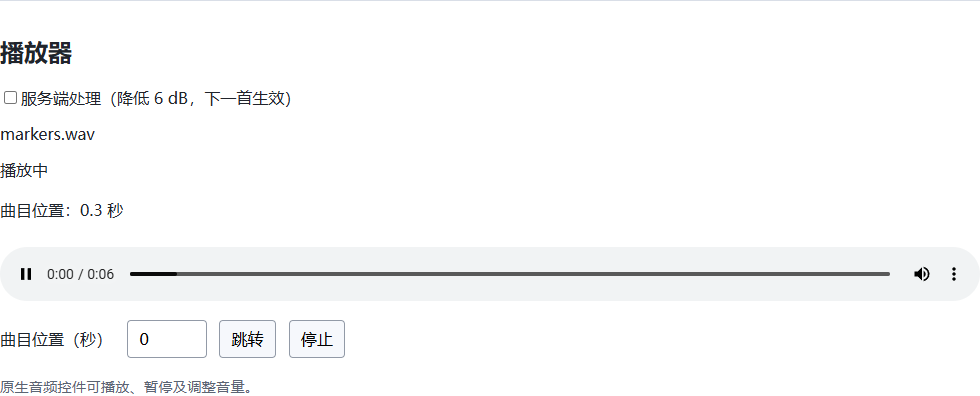 播放器
服务端处理（降低 6 dB，下一首生效）
markers.wav
播放中
曲目位置：0.3 秒
0:00 / 0:06
曲目位置（秒） 0 跳转 停止
原生音频控件可播放、暂停及调整音量。